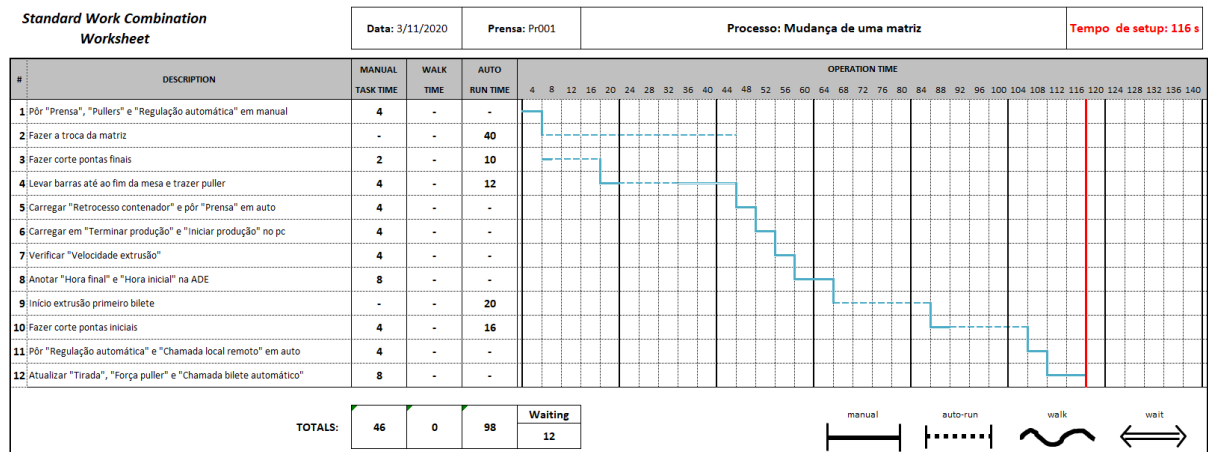 Standard Work Combination
Worksheet
Data: 3/11/2020
Prensa: Pr001
Processo: Mudança de uma matriz
Tempo de setup: 116 s
# DESCRIPTION MANUAL TASK TIME WALK TIME AUTO RUN TIME OPERATION TIME
4 8 12 16 20 24 28 32 36 40 44 48 52 56 60 64 68 72 76 80 84 88 92 96 100 104 108 112 116 120 124 128 132 136 140
1 Pôr "Prensa", "Pullers" e "Regulação automática" em manual 4 - -
2 Fazer a troca da matriz - - 40
3 Fazer corte pontas finais 2 - 10
4 Levar barras até ao fim da mesa e trazer puller 4 - 12
5 Carregar "Retrocesso contenador" e pôr "Prensa" em auto 4 - -
6 Carregar em "Terminar produção" e "Iniciar produção" no pc 4 - -
7 Verificar "Velocidade extrusão" 4 - -
8 Anotar "Hora final" e "Hora inicial" na ADE 8 - -
9 Início extrusão primeiro bilete - - 20
10 Fazer corte pontas iniciais 4 - 16
11 Pôr "Regulação automática" e "Chamada local remoto" em auto 4 - -
12 Atualizar "Tirada", "Força puller" e "Chamada bilete automático" 8 - -
TOTALS: 46 0 98
Waiting
12
manual auto-run walk wait